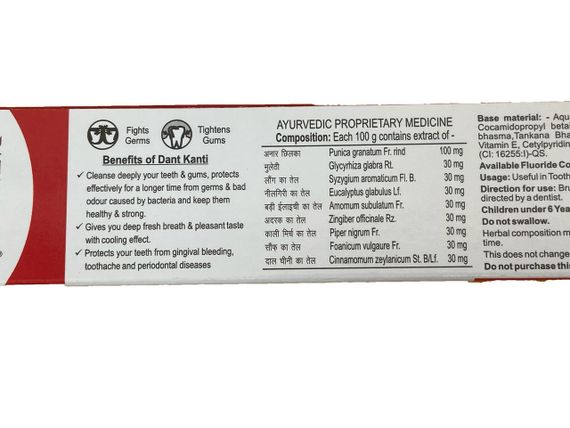 Fights Germs
Tightens Gums
Benefits of Dant Kanti
✓ Cleanse deeply your teeth & gums, protects
effectively for a longer time from germs & bad
odour caused by bacteria and keep them
healthy & strong.
✓ Gives you deep fresh breath & pleasant taste
with cooling effect.
✓ Protects your teeth from gingival bleeding,
toothache and periodontal diseases
AYURVEDIC PROPRIETARY MEDICINE
Composition: Each 100 g contains extract of -
अनार छिलका Punica granatum Fr. rind 100 mg
मुलेती Glycyrhiza glabra Rt. 30 mg
लौंग का तेल Syzygium aromaticum Fl. B. 30 mg
नीलगिरी का तेल Eucalyptus globulus Lf. 30 mg
बड़ी ईलाइची का तेल Amomum subulatum Fr. 30 mg
अदरक का तेल Zingiber officinale Rz. 30 mg
काली मिर्च का तेल Piper nigrum Fr. 30 mg
सौंफ का तेल Foanicum vulgaure Fr. 30 mg
दाल चीनी का तेल Cinnamomum zeylanicum St. B/Lf. 30 mg
Base material: - Aqu
Cocamidopropyl beta
bhasma, Tankana Bha
Vitamin E, Cetylpyridin
(CI: 16255:I)-QS.
Available Fluoride Co
Usage: Useful in Tooth
Direction for use: Bru
directed by a dentist.
Children under 6 Yea
Do not swallow.
Herbal composition m
time.
This does not change
Do not purchase this